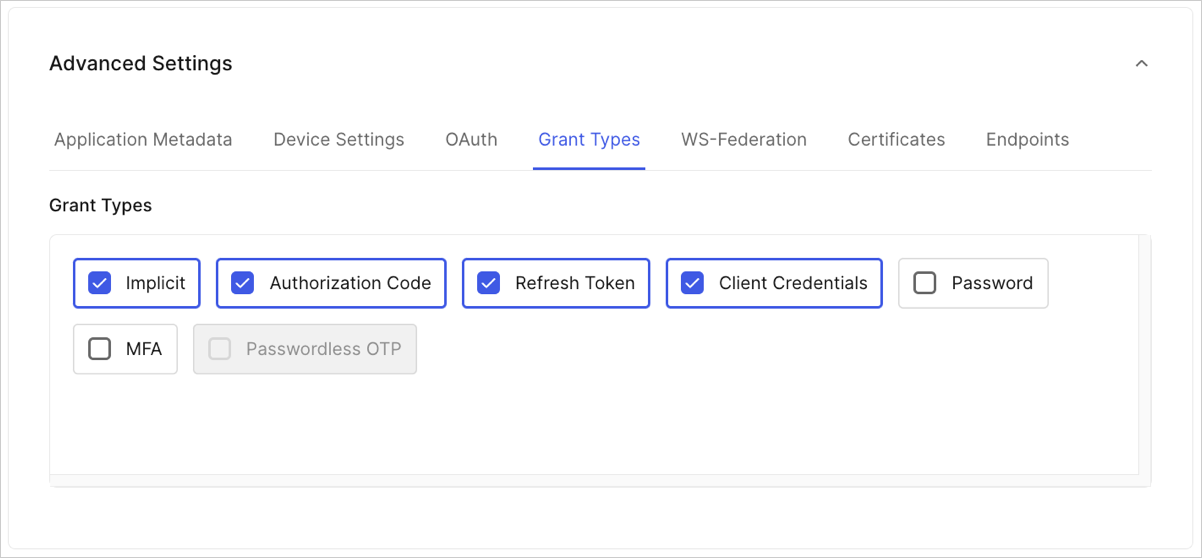 Advanced Settings
Application Metadata Device Settings OAuth Grant Types WS-Federation Certificates Endpoints
Grant Types
Implicit Authorization Code Refresh Token Client Credentials Password
MFA Passwordless OTP